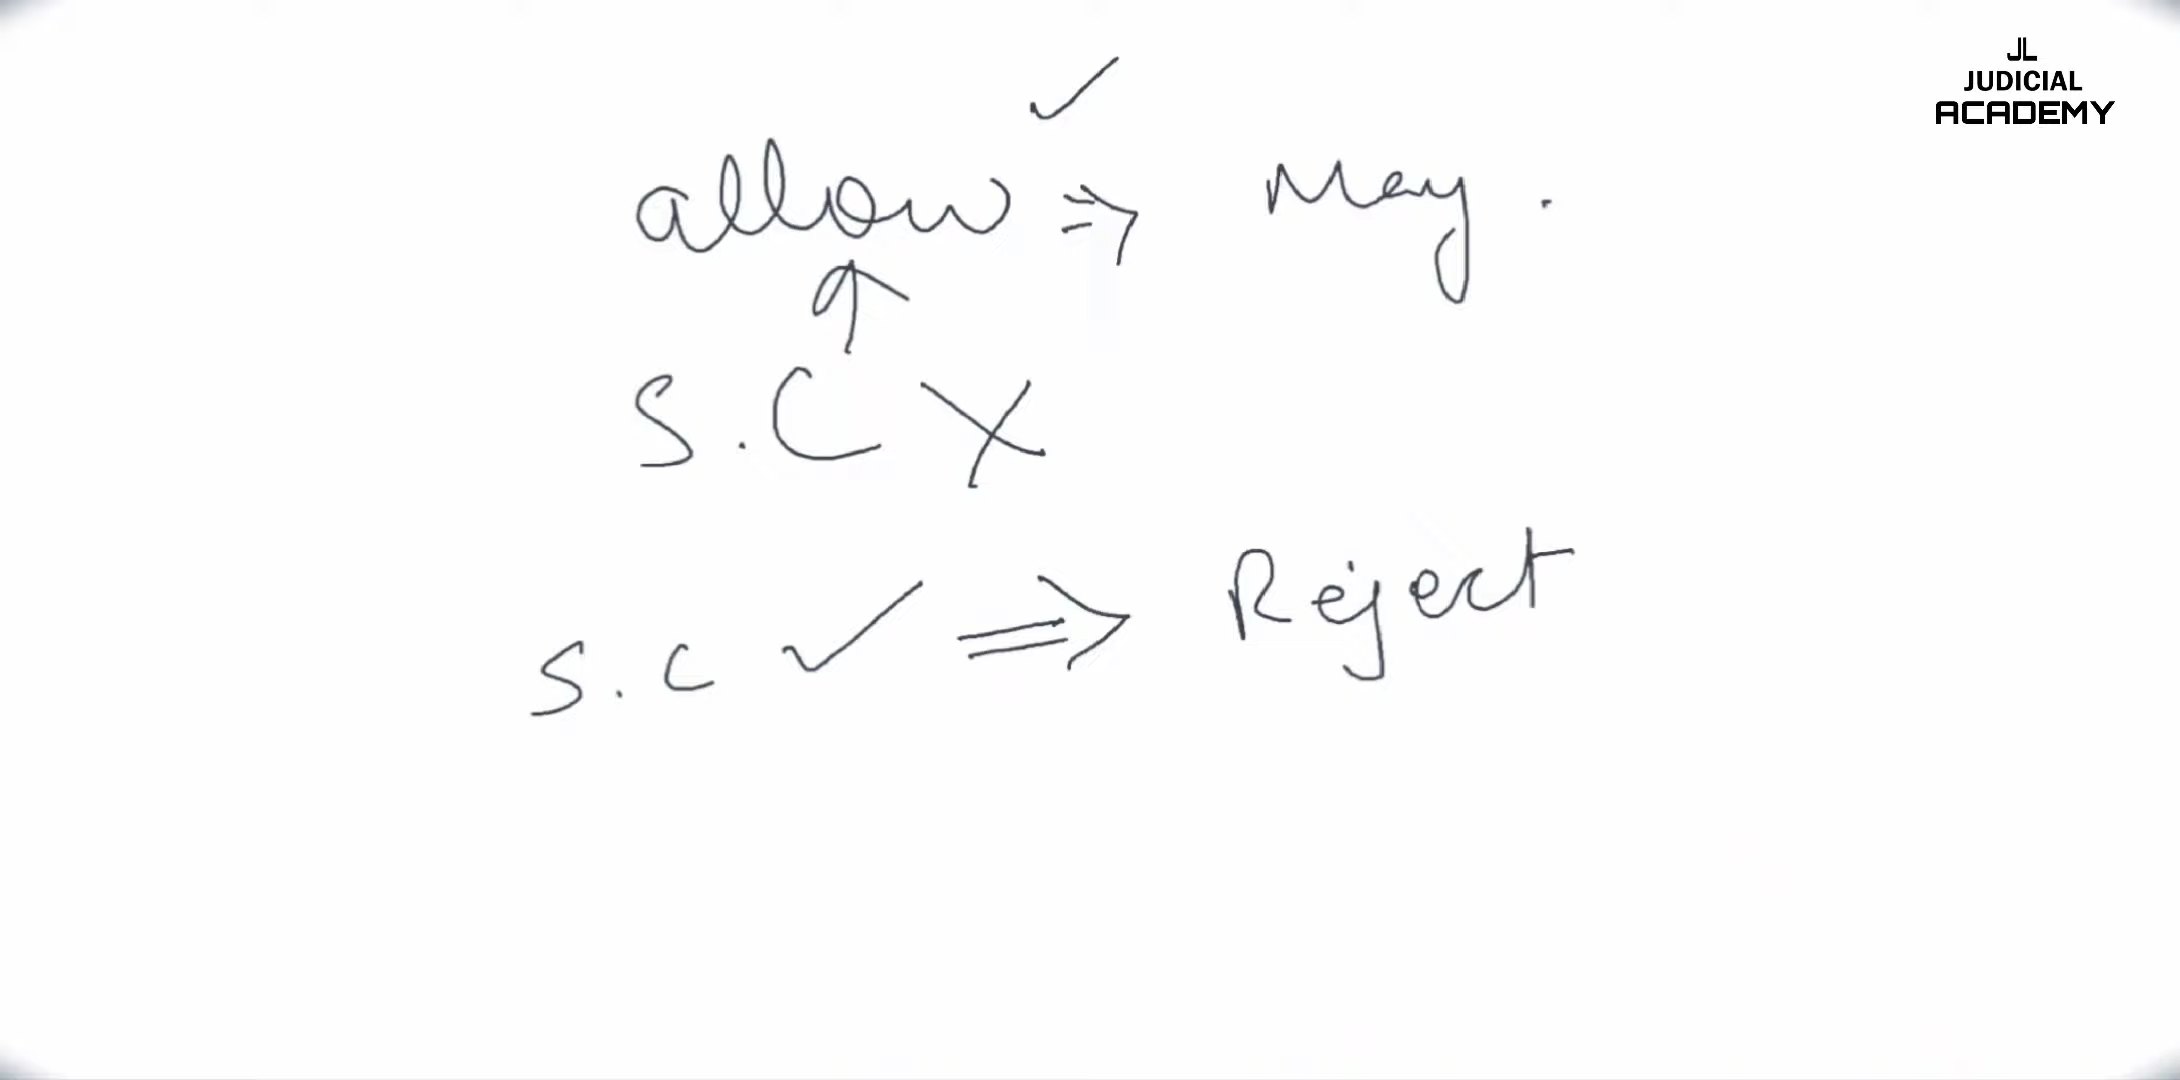 JL
JUDICIAL
ACADEMY
✓
allow ⇒ May.
↑
S.C X
S.C ✓ ⇒ Reject